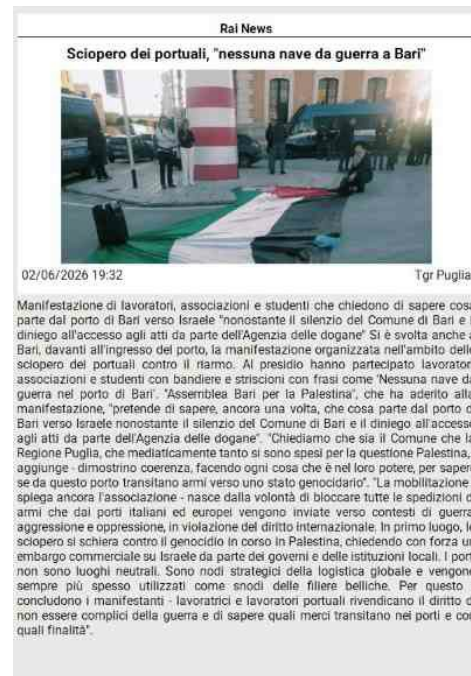 Rai News
Sciopero dei portuali, "nessuna nave da guerra a Bari"
02/06/2026 19:32
Tgr Puglia
Manifestazione di lavoratori, associazioni e studenti che chiedono di sapere cosa
parte dal porto di Bari verso Israele "nonostante il silenzio del Comune di Bari e
diniego all'accesso agli atti da parte dell'Agenzia delle dogane" Si è svolta anche
Bari, davanti all'ingresso del porto, la manifestazione organizzata nell'ambito
sciopero dei portuali contro il riarmo. Al presidio hanno partecipato
associazioni e studenti con bandiere e striscioni con frasi come 'Nessuna nave
guerra nel porto di Bari'. "Assemblea Bari per la Palestina", che ha aderito
manifestazione, "pretende di sapere, ancora una volta, che cosa parte dal porto
Bari verso Israele nonostante il silenzio del Comune di Bari e il diniego all'accesso
agli atti da parte dell'Agenzia delle dogane". "Chiediamo che sia il Comune che la
Regione Puglia, che mediaticamente tanto si sono spesi per la questione Palestina,
aggiunge - dimostrino coerenza, facendo ogni cosa che è nel loro potere, per sapere
se da questo porto transitano armi verso uno stato genocidario". "La mobilitazione
spiega ancora l'associazione - nasce dalla volontà di bloccare tutte le spedizioni
armi che dai porti italiani ed europei vengono inviate verso contesti di guerra,
aggressione e oppressione, in violazione del diritto internazionale. In primo luogo,
sciopero si schiera contro il genocidio in corso in Palestina, chiedendo con forza
embargo commerciale su Israele da parte dei governi e delle istituzioni locali. I
non sono luoghi neutrali. Sono nodi strategici della logistica globale e vengono
sempre più spesso utilizzati come snodi delle filiere belliche. Per questo
concludono i manifestanti - lavoratrici e lavoratori portuali rivendicano il diritto
non essere complici della guerra e di sapere quali merci transitano nei porti e
quali finalità".